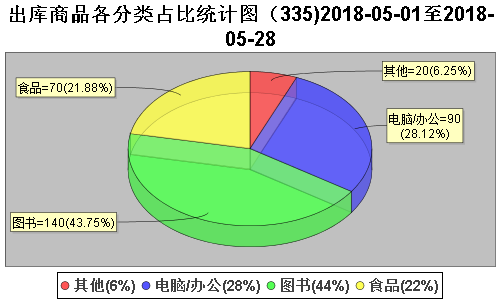 出库商品各分类占比统计图（335)2018-05-01至2018-
05-28
其他=20(6.25%)
食品=70(21.88%)
电脑/办公=90
(28.12%)
图书=140(43.75%)
其他(6%) 电脑/办公(28%) 图书(44%) 食品(22%)